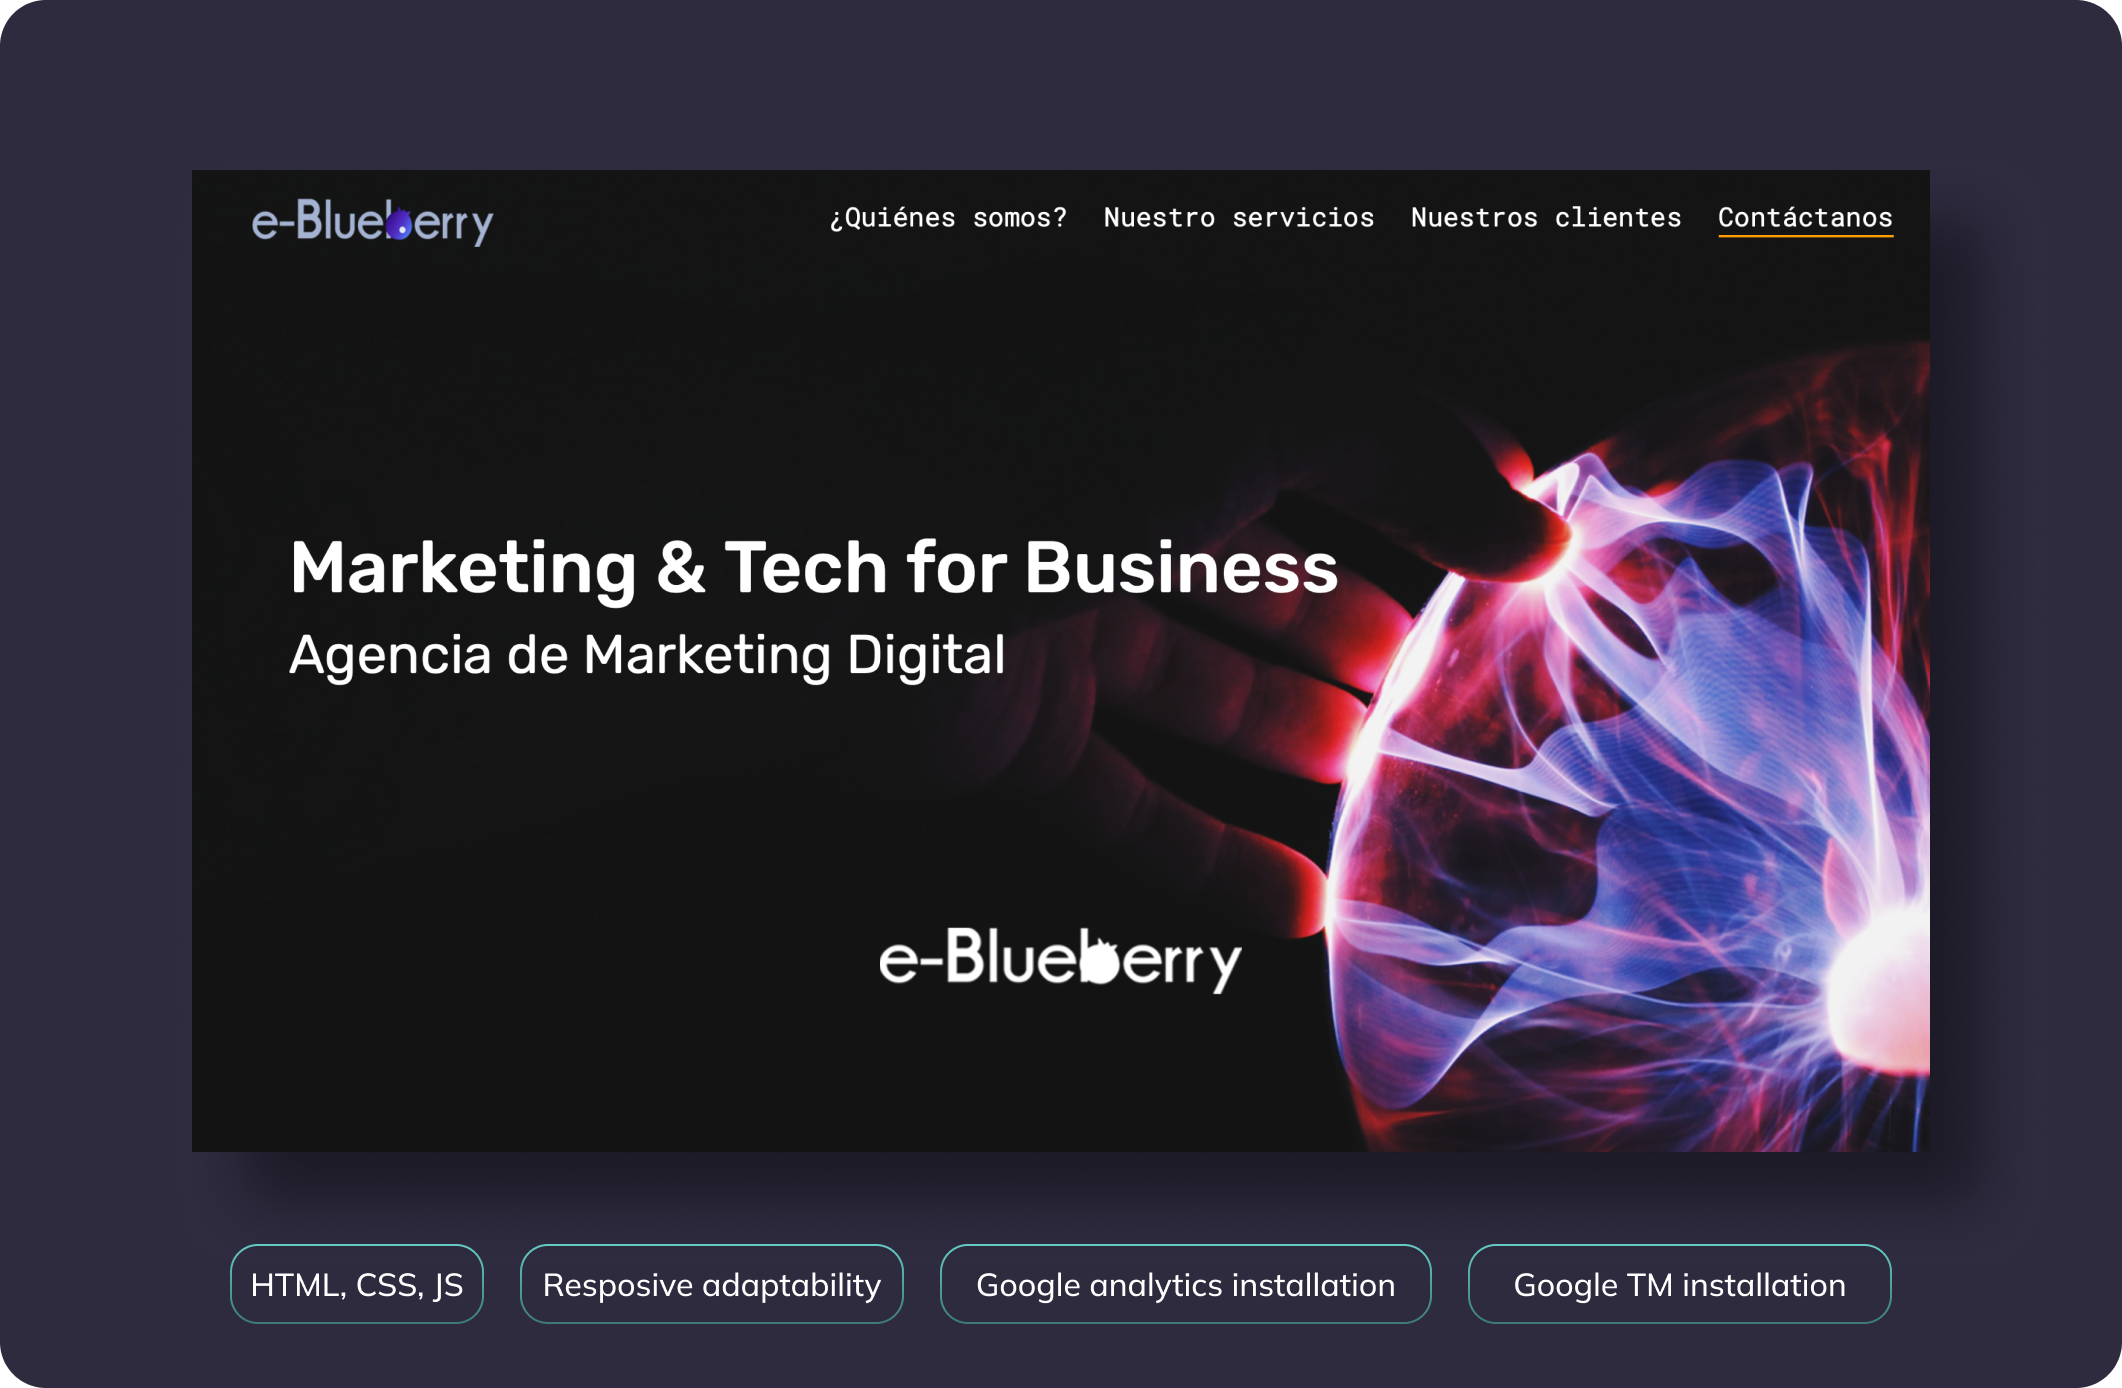 e-Blueberry
¿Quiénes somos? Nuestro servicios Nuestros clientes Contáctanos
Marketing & Tech for Business
Agencia de Marketing Digital
e-Blueberry
HTML, CSS, JS Resposive adaptability Google analytics installation Google TM installation